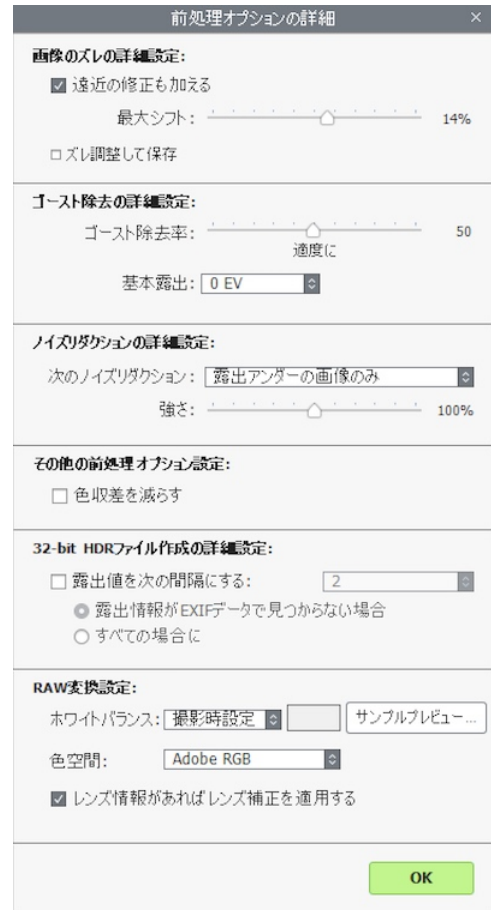 前処理オプションの詳細 ×
画像のズレの詳細設定:
遠近の修正も加える
最大シフト: 14%
ズレ調整して保存
ゴースト除去の詳細設定:
ゴースト除去率: 50
適度に
基本露出: 0 EV
ノイズリダクションの詳細設定:
次のノイズリダクション: 露出アンダーの画像のみ
強さ: 100%
その他の前処理オプション設定:
色収差を減らす
32-bit HDRファイル作成の詳細設定:
露出値を次の間隔にする: 2
露出情報がEXIFデータで見つからない場合
すべての場合に
RAW変換設定:
ホワイトバランス: 撮影時設定 サンプルプレビュー...
色空間: Adobe RGB
レンズ情報があればレンズ補正を適用する
OK